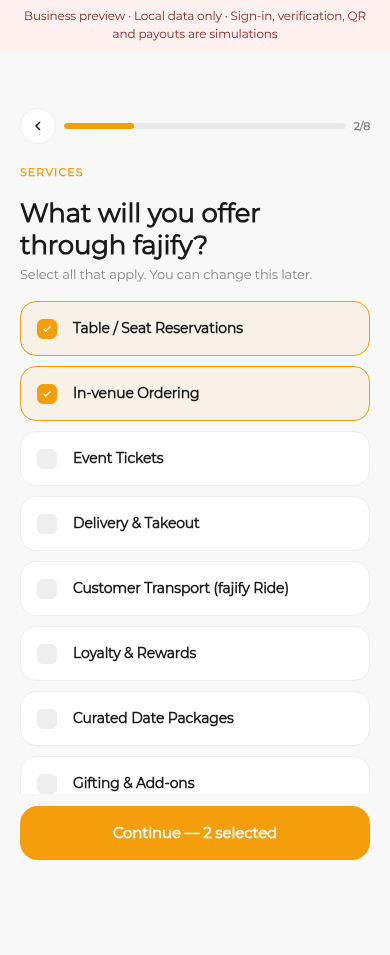 Business preview · Local data only · Sign-in, verification, QR
and payouts are simulations
2/8
SERVICES
What will you offer
through fajify?
Select all that apply. You can change this later.
Table / Seat Reservations
In-venue Ordering
Event Tickets
Delivery & Takeout
Customer Transport (fajify Ride)
Loyalty & Rewards
Curated Date Packages
Gifting & Add-ons
Continue — 2 selected